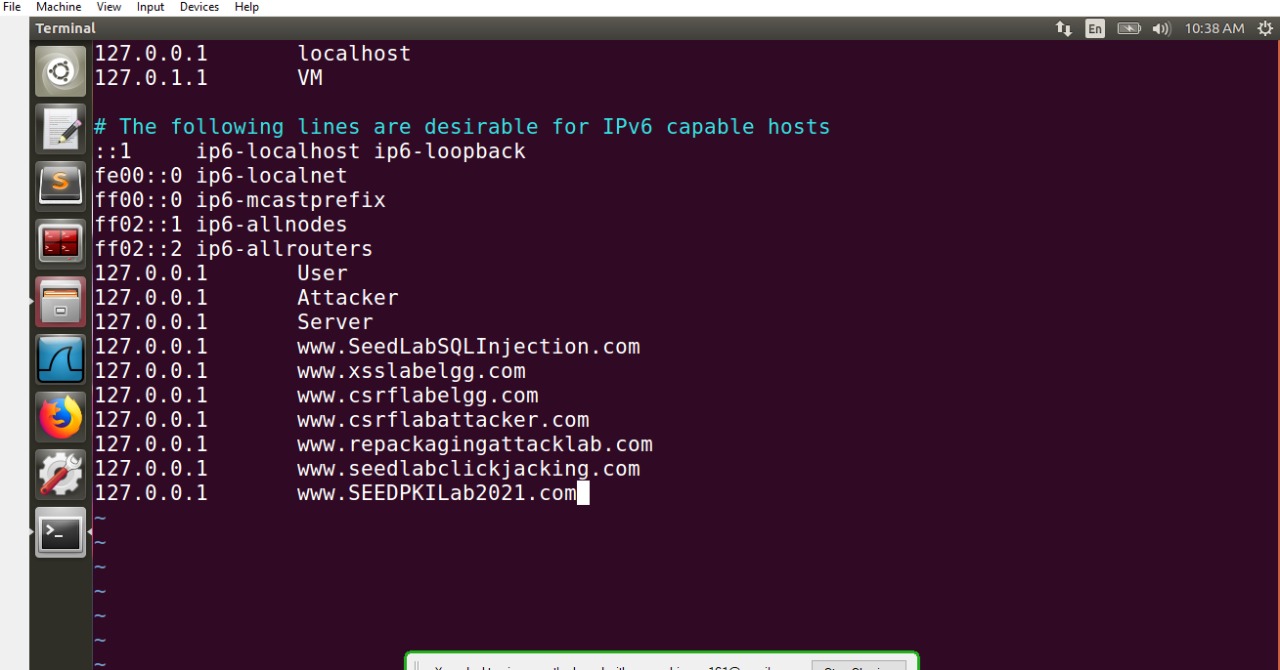 File Machine View Input Devices Help
Terminal En 10:38 AM
127.0.0.1 localhost
127.0.1.1 VM
# The following lines are desirable for IPv6 capable hosts
::1 ip6-localhost ip6-loopback
fe00::0 ip6-localnet
ff00::0 ip6-mcastprefix
ff02::1 ip6-allnodes
ff02::2 ip6-allrouters
127.0.0.1 User
127.0.0.1 Attacker
127.0.0.1 Server
127.0.0.1 www.SeedLabSQLInjection.com
127.0.0.1 www.xsslabelgg.com
127.0.0.1 www.csrflabelgg.com
127.0.0.1 www.csrflabattacker.com
127.0.0.1 www.repackagingattacklab.com
127.0.0.1 www.seedlabclickjacking.com
127.0.0.1 www.SEEDPKILab2021.com
~
~
~
~
~
~
~